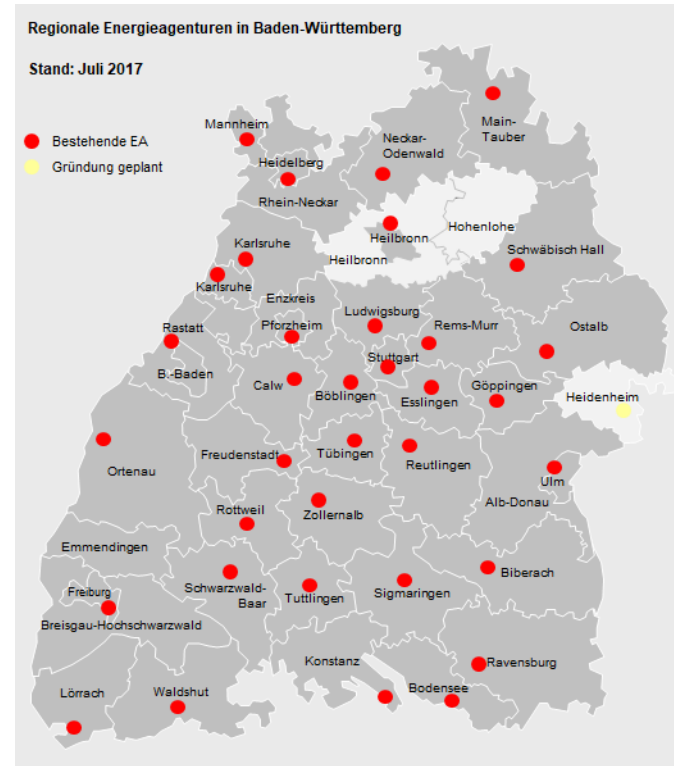 Regionale Energieagenturen in Baden-Württemberg
Stand: Juli 2017
Bestehende EA
Gründung geplant
Main-
Tauber
Mannheim
Neckar-
Odenwald
Heidelberg
Rhein-Neckar
Hohenlohe
Heilbronn
Heilbronn
Schwäbisch Hall
Karlsruhe
Karlsruhe
Enzkreis
Ludwigsburg
Rems-Murr
Ostalb
Rastatt
Pforzheim
Stuttgart
B.-Baden
Calw
Böblingen
Esslingen
Göppingen
Heidenheim
Ortenau
Freudenstadt
Tübingen
Reutlingen
Ulm
Alb-Donau
Rottweil
Zollernalb
Emmendingen
Freiburg
Schwarzwald-
Baar
Tuttlingen
Sigmaringen
Biberach
Breisgau-Hochschwarzwald
Konstanz
Ravensburg
Lörrach
Waldshut
Bodensee